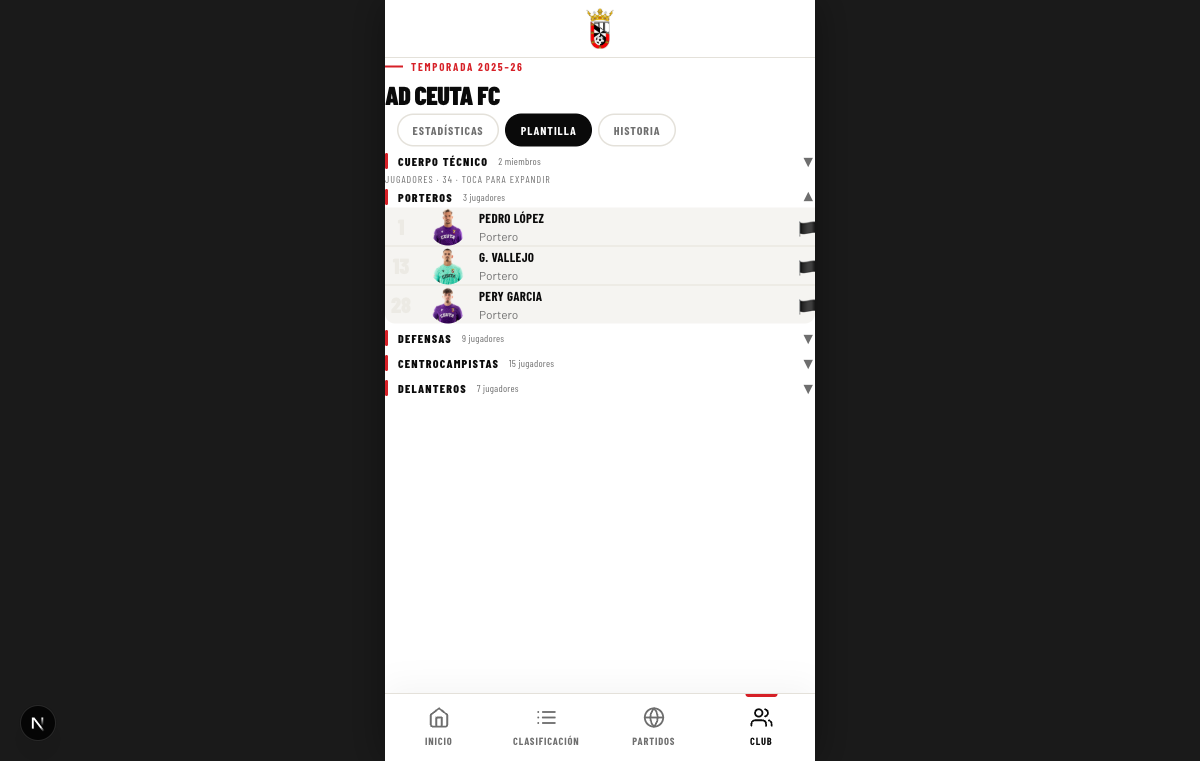 TEMPORADA 2025-26
AD CEUTA FC
ESTADÍSTICAS PLANTILLA HISTORIA
CUERPO TÉCNICO 2 miembros ▼
JUGADORES · 34 · TOCA PARA EXPANDIR
PORTEROS 3 jugadores ▲
1 PEDRO LÓPEZ
Portero
13 G. VALLEJO
Portero
28 PERY GARCIA
Portero
DEFENSAS 9 jugadores ▼
CENTROCAMPISTAS 15 jugadores ▼
DELANTEROS 7 jugadores ▼
N
INICIO CLASIFICACIÓN PARTIDOS CLUB